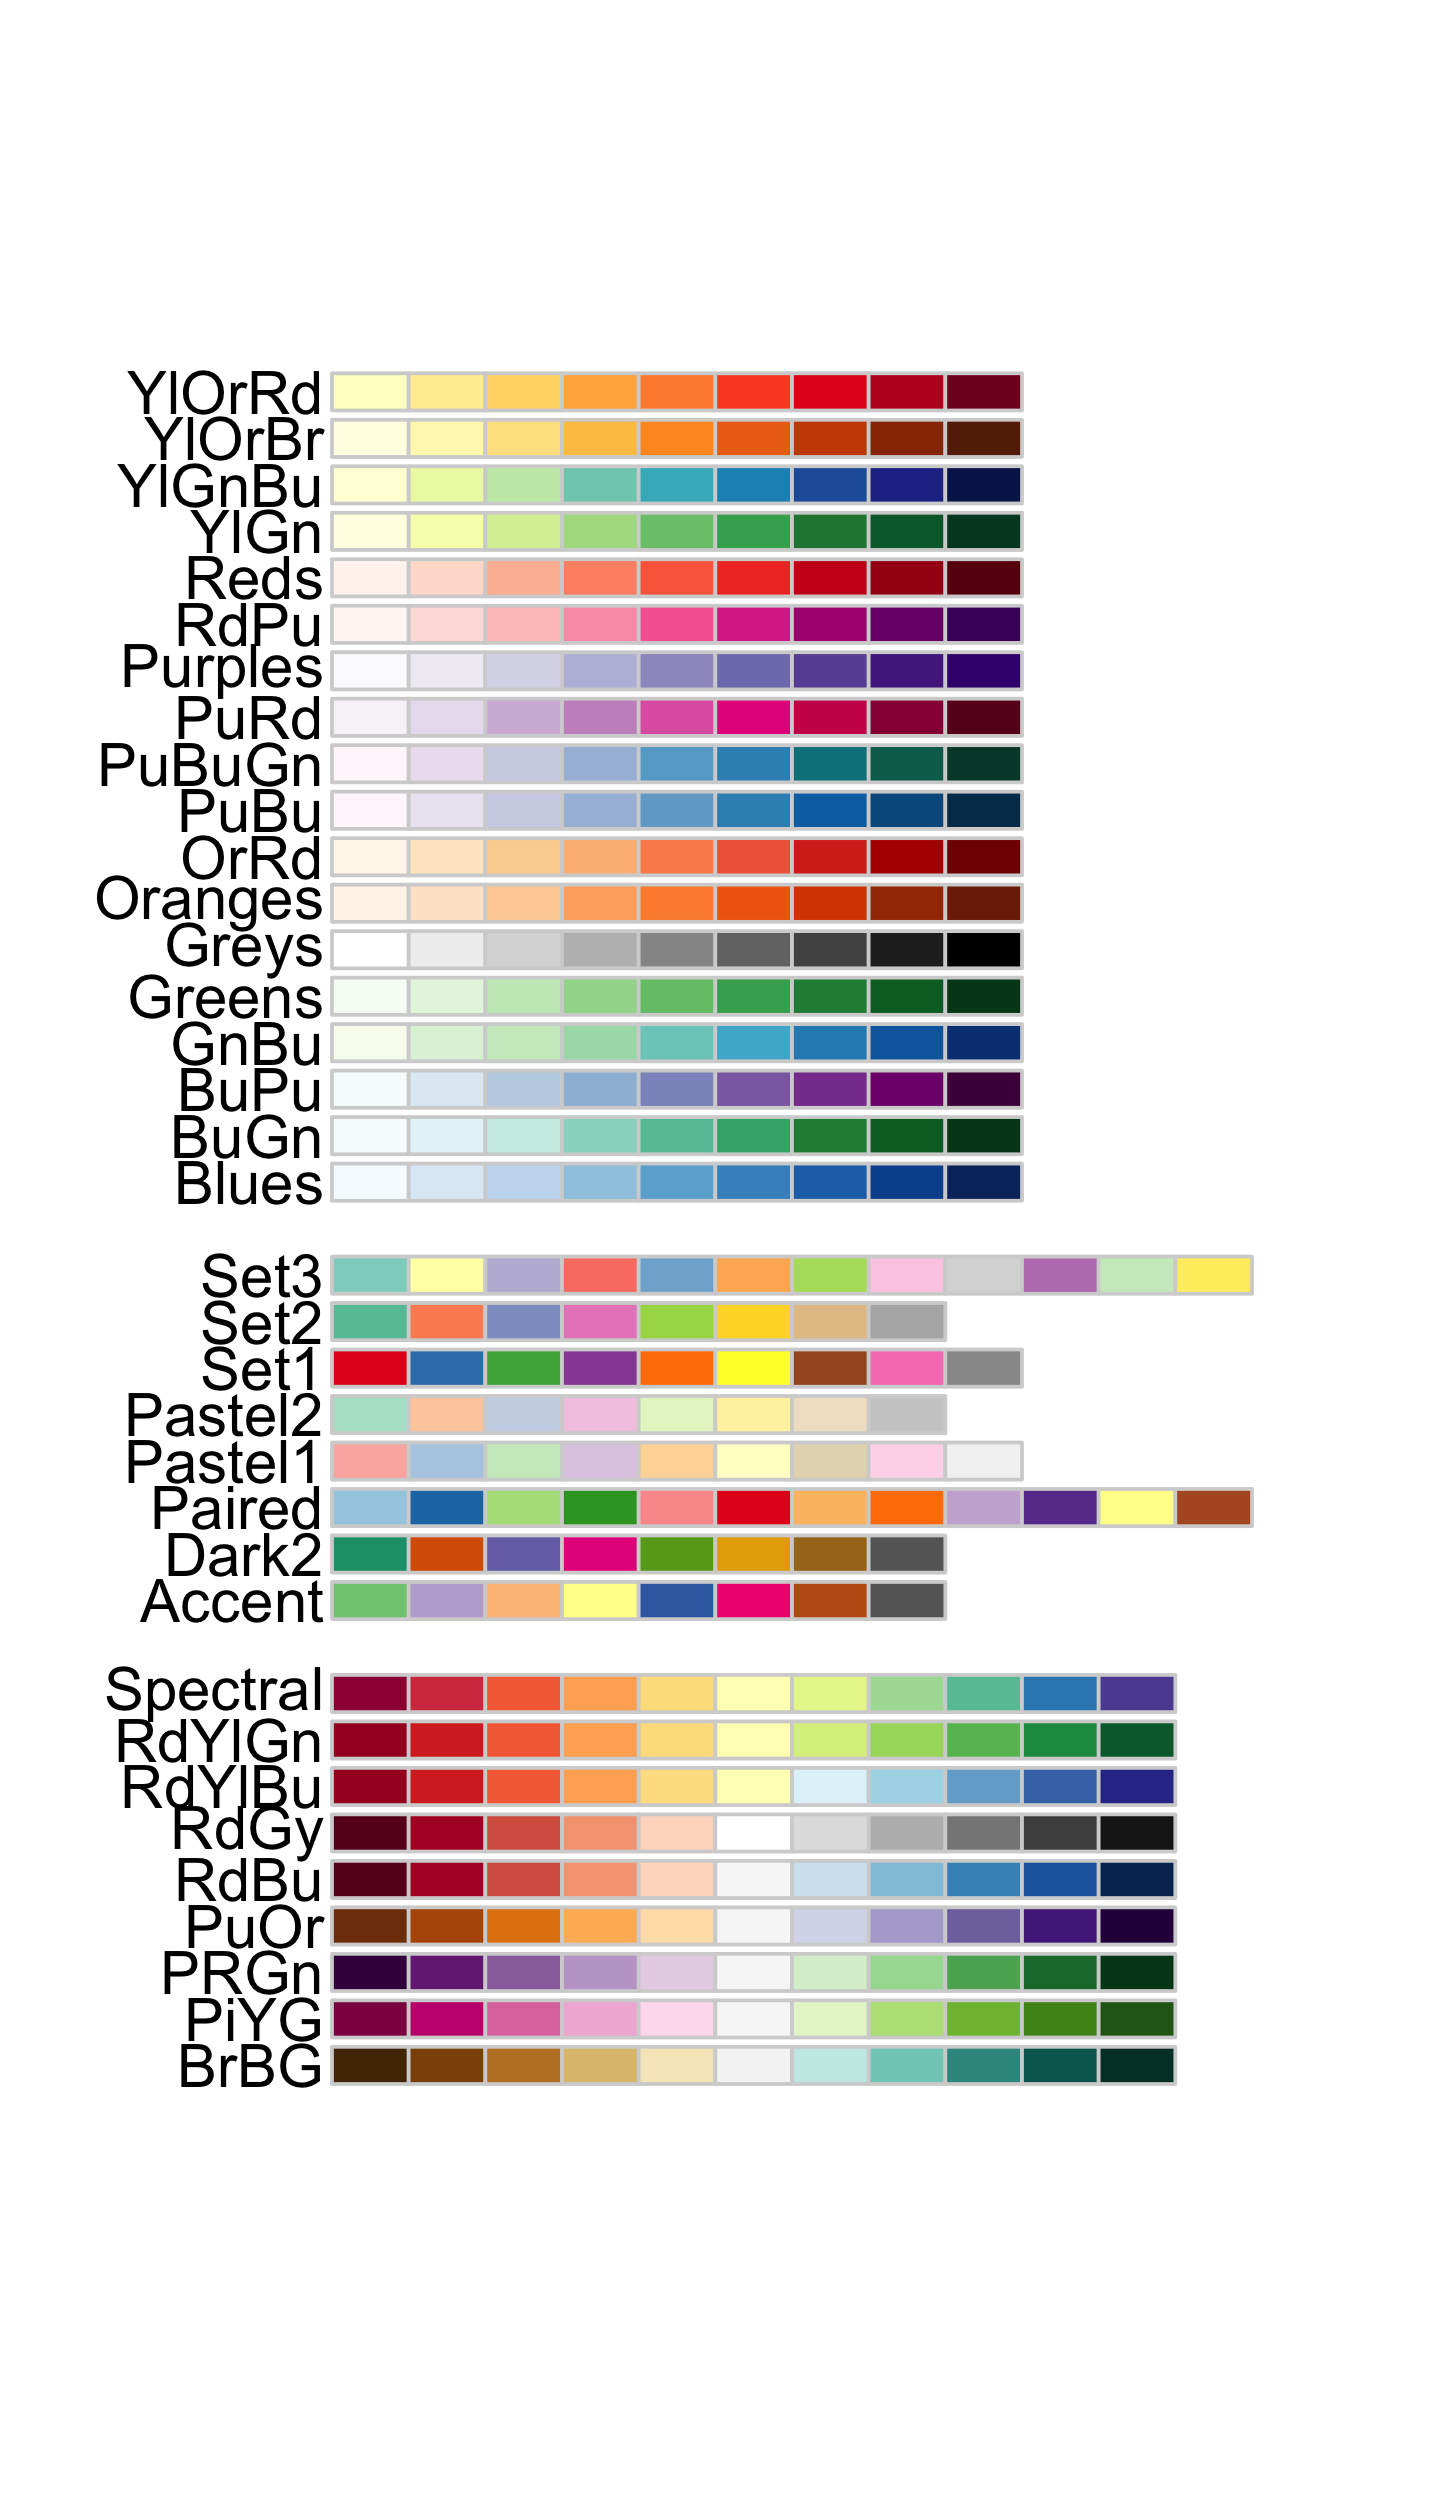 YlOrRd
YlOrBr
YlGnBu
YlGn
Reds
RdPu
Purples
PuRd
PuBuGn
PuBu
OrRd
Oranges
Greys
Greens
GnBu
BuPu
BuGn
Blues
Set3
Set2
Set1
Pastel2
Pastel1
Paired
Dark2
Accent
Spectral
RdYlGn
RdYlBu
RdGy
RdBu
PuOr
PRGn
PiYG
BrBG